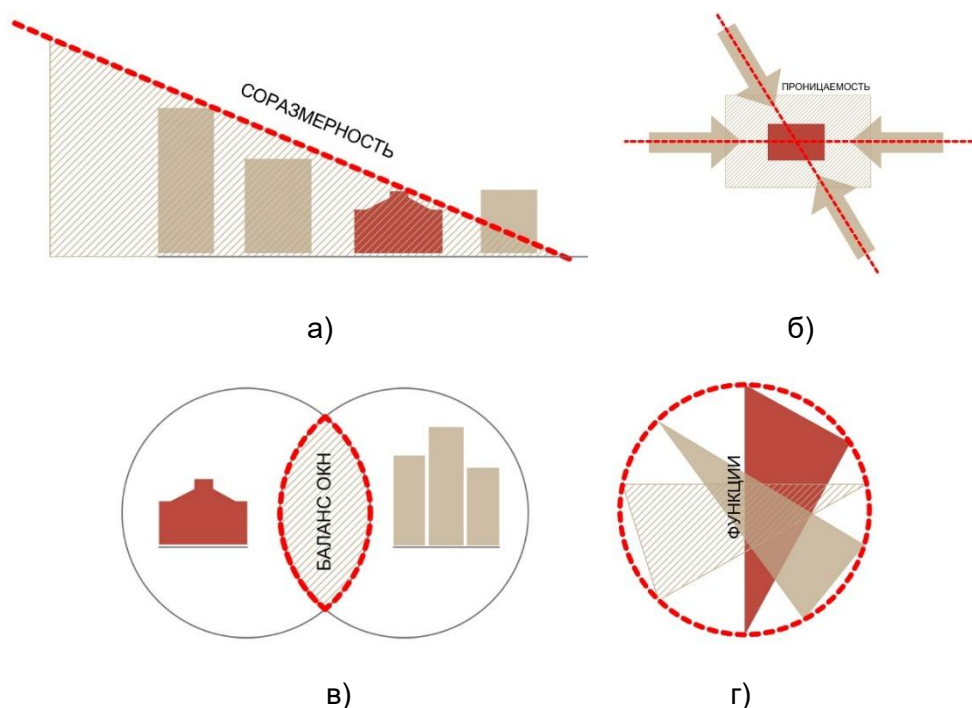 СОРАЗМЕРНОСТЬ
ПРОНИЦАЕМОСТЬ
а)
б)
БАЛАНС ОКН
ФУНКЦИИ
в)
г)